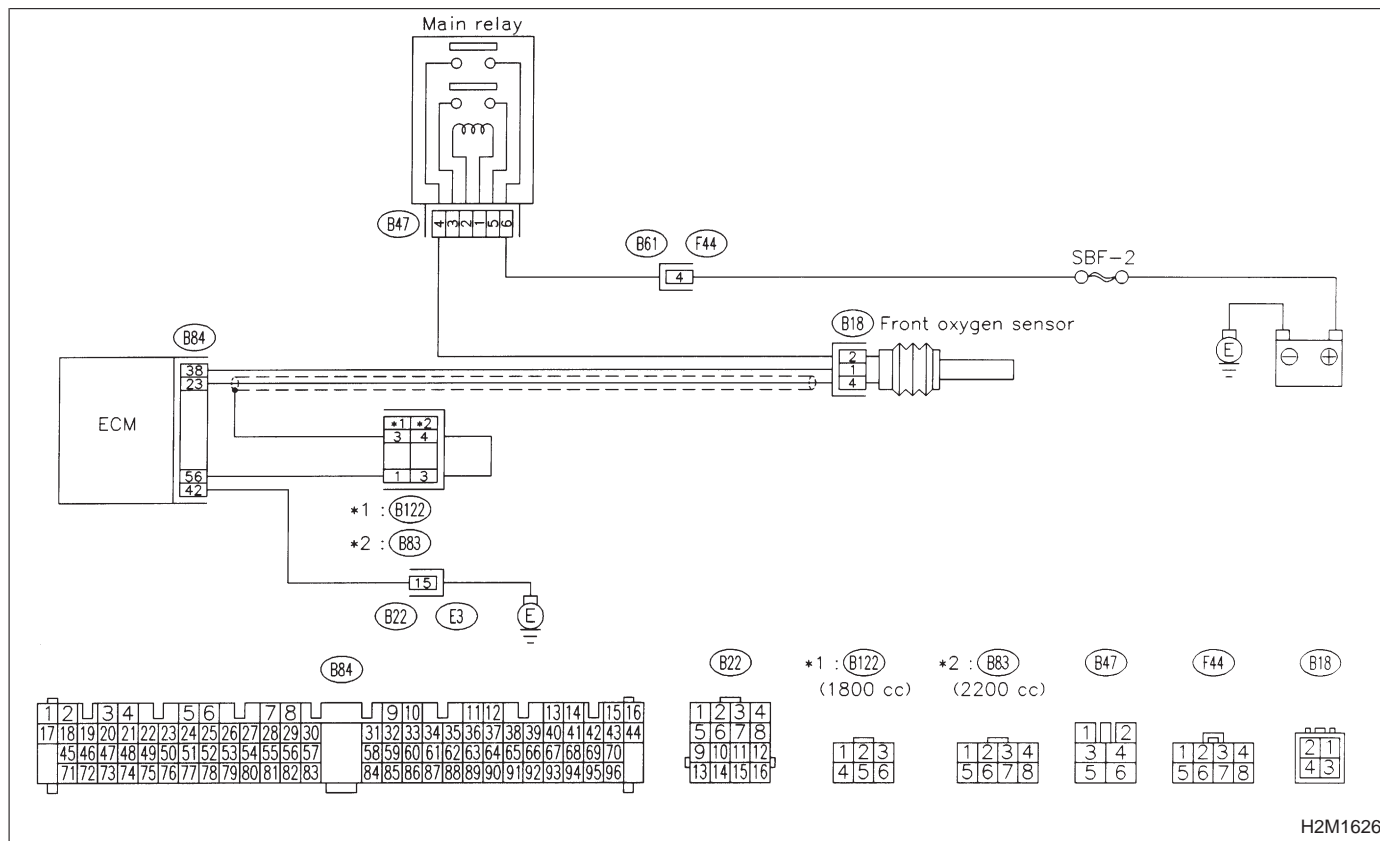 Main relay
B47
4 3 2 1 5 6
B61 F44
4
SBF-2
B84
B18 Front oxygen sensor
2
1
4
E
⊖ ⊕
38
23
ECM
*1 *2
3 4
1 3
56
42
*1 : B122
*2 : B83
15
B22 E3
E
B84
B22
*1 : B122
(1800 cc)
*2 : B83
(2200 cc)
B47
F44
B18
1 2 3 4 5 6 7 8 9 10 11 12 13 14 15 16
17 18 19 20 21 22 23 24 25 26 27 28 29 30 31 32 33 34 35 36 37 38 39 40 41 42 43 44
45 46 47 48 49 50 51 52 53 54 55 56 57 58 59 60 61 62 63 64 65 66 67 68 69 70
71 72 73 74 75 76 77 78 79 80 81 82 83 84 85 86 87 88 89 90 91 92 93 94 95 96
1 2 3 4
5 6 7 8
9 10 11 12
13 14 15 16
1 2 3
4 5 6
1 2 3 4
5 6 7 8
1 2
3 4
5 6
1 2 3 4
5 6 7 8
2 1
4 3
H2M1626